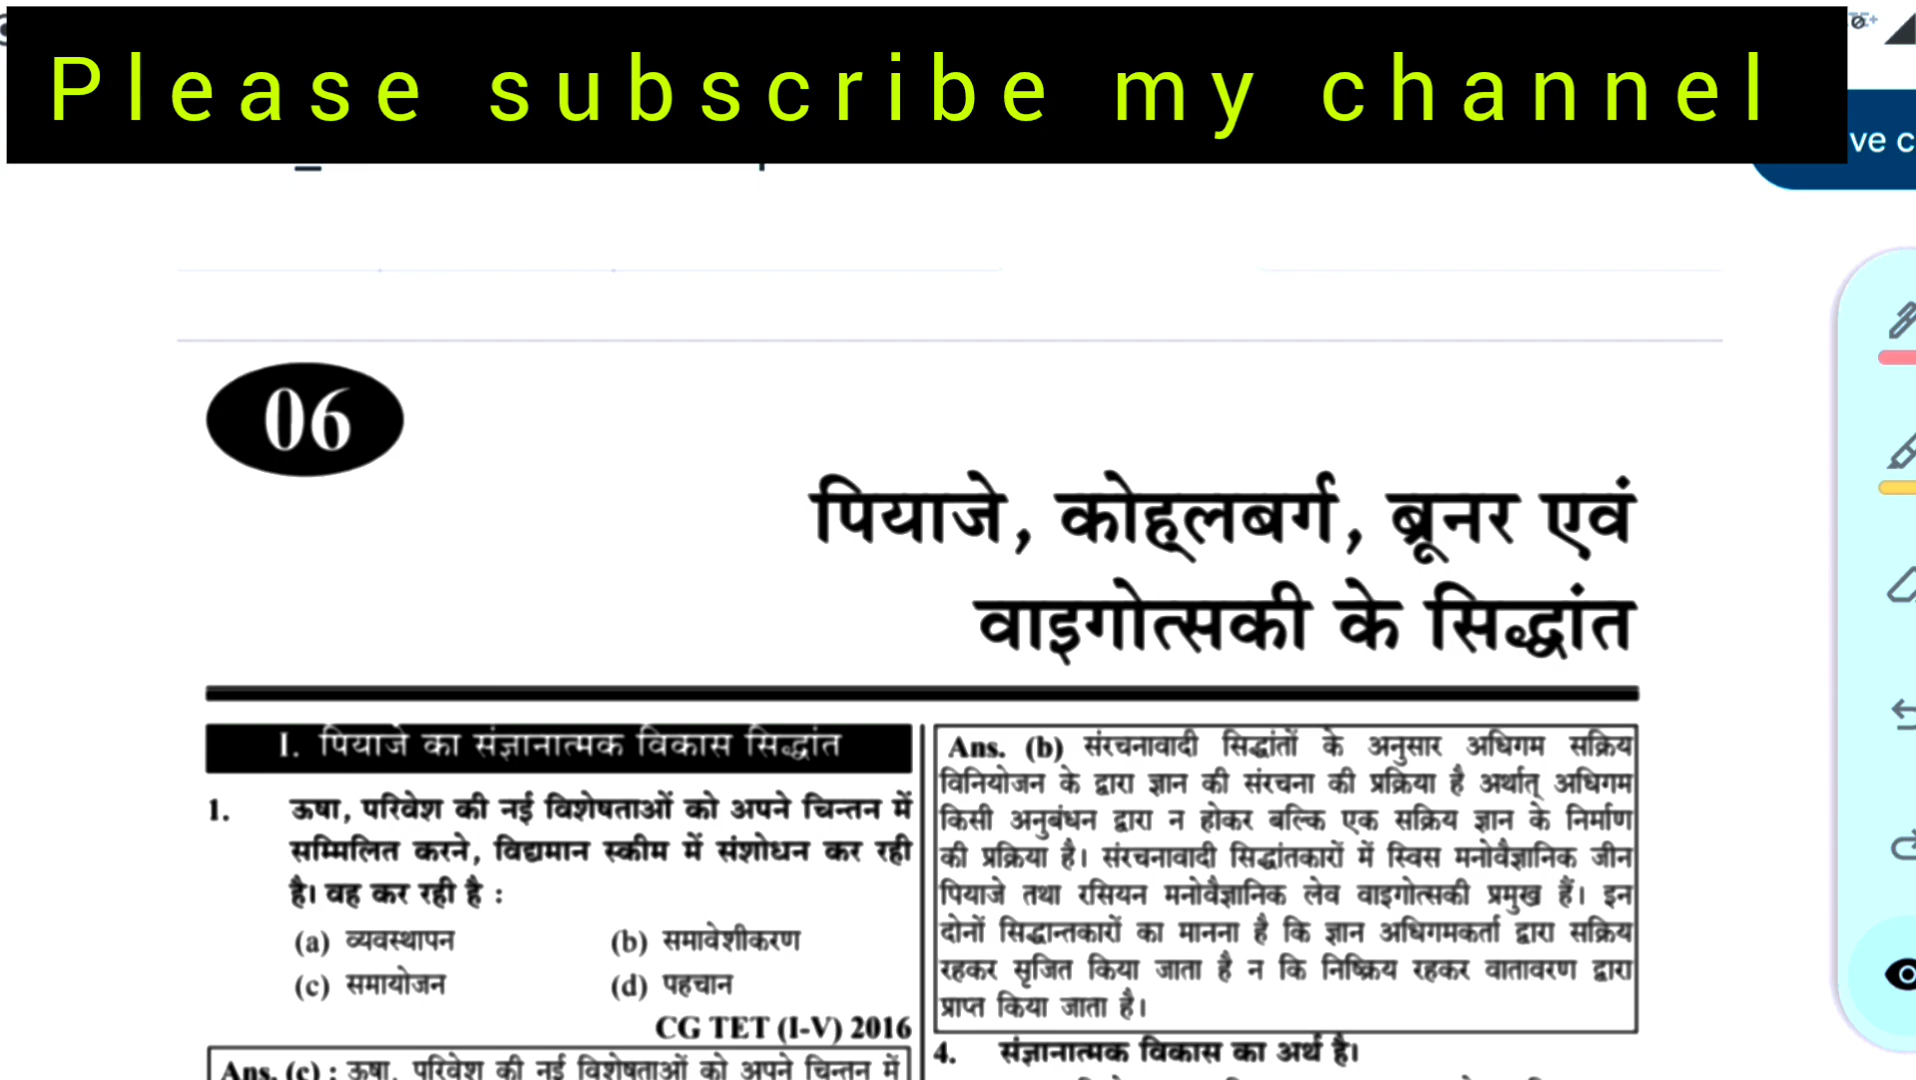 Please subscribe my channel
ve c
06
पियाजे, कोह्लबर्ग, ब्रूनर एवं
वाइगोत्सकी के सिद्धांत
I. पियाजे का संज्ञानात्मक विकास सिद्धांत
1. ऊषा, परिवेश की नई विशेषताओं को अपने चिन्तन में
सम्मिलित करने, विद्यमान स्कीम में संशोधन कर रही
है। वह कर रही है :
(a) व्यवस्थापन (b) समावेशीकरण
(c) समायोजन (d) पहचान
CG TET (I-V) 2016
Ans. (c) : ऊषा, परिवेश की नई विशेषताओं को अपने चिन्तन में
Ans. (b) संरचनावादी सिद्धांतों के अनुसार अधिगम सक्रिय
विनियोजन के द्वारा ज्ञान की संरचना की प्रक्रिया है अर्थात् अधिगम
किसी अनुबंधन द्वारा न होकर बल्कि एक सक्रिय ज्ञान के निर्माण
की प्रक्रिया है। संरचनावादी सिद्धांतकारों में स्विस मनोवैज्ञानिक जीन
पियाजे तथा रसियन मनोवैज्ञानिक लेव वाइगोत्सकी प्रमुख हैं। इन
दोनों सिद्धान्तकारों का मानना है कि ज्ञान अधिगमकर्ता द्वारा सक्रिय
रहकर सृजित किया जाता है न कि निष्क्रिय रहकर वातावरण द्वारा
प्राप्त किया जाता है।
4. संज्ञानात्मक विकास का अर्थ है।